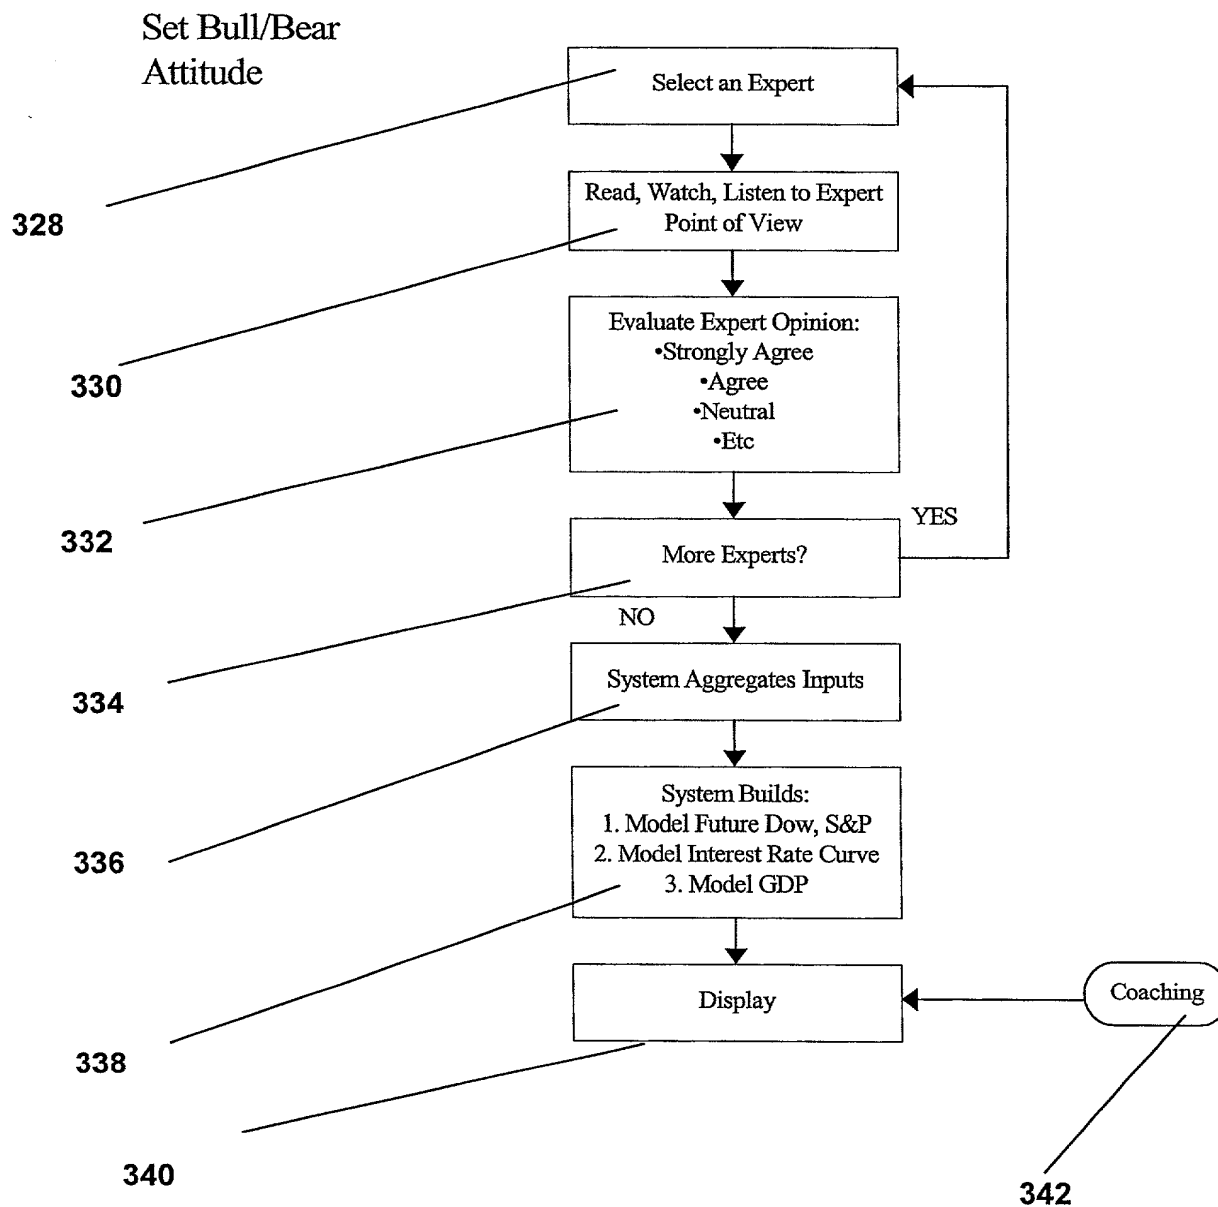 Set Bull/Bear
Attitude
Select an Expert
328
Read, Watch, Listen to Expert
Point of View
330
Evaluate Expert Opinion:
•Strongly Agree
•Agree
•Neutral
•Etc
332
YES
More Experts?
NO
334
System Aggregates Inputs
336
System Builds:
1. Model Future Dow, S&P
2. Model Interest Rate Curve
3. Model GDP
338
Display
Coaching
340
342